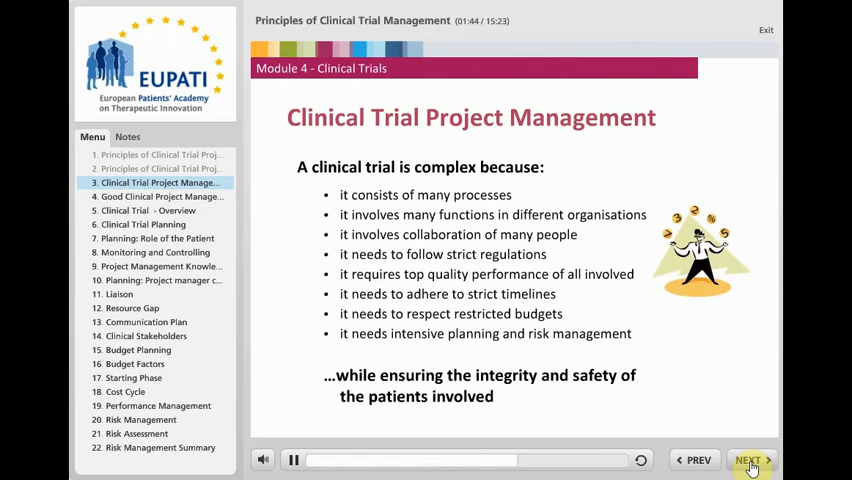 Principles of Clinical Trial Management (01:44 / 15:23)
Exit
EUPATI
European Patients' Academy
on Therapeutic Innovation
Module 4 - Clinical Trials
Menu Notes
1 Principles of Clinical Trial Proj...
2. Principles of Clinical Trial Proj...
3. Clinical Trial Project Manage...
4. Good Clinical Project Manage...
5. Clinical Trial - Overview
6. Clinical Trial Planning
7. Planning: Role of the Patient
8. Monitoring and Controlling
9. Project Management Knowle...
10. Planning: Project manager c...
11. Liaison
12. Resource Gap
13. Communication Plan
14. Clinical Stakeholders
15. Budget Planning
16. Budget Factors
17. Starting Phase
18. Cost Cycle
19. Performance Management
20. Risk Management
21. Risk Assessment
22. Risk Management Summary
Clinical Trial Project Management
A clinical trial is complex because:
• it consists of many processes
• it involves many functions in different organisations
• it involves collaboration of many people
• it needs to follow strict regulations
• it requires top quality performance of all involved
• it needs to adhere to strict timelines
• it needs to respect restricted budgets
• it needs intensive planning and risk management
...while ensuring the integrity and safety of
the patients involved
7 3 2 % 5
PREV NEXT